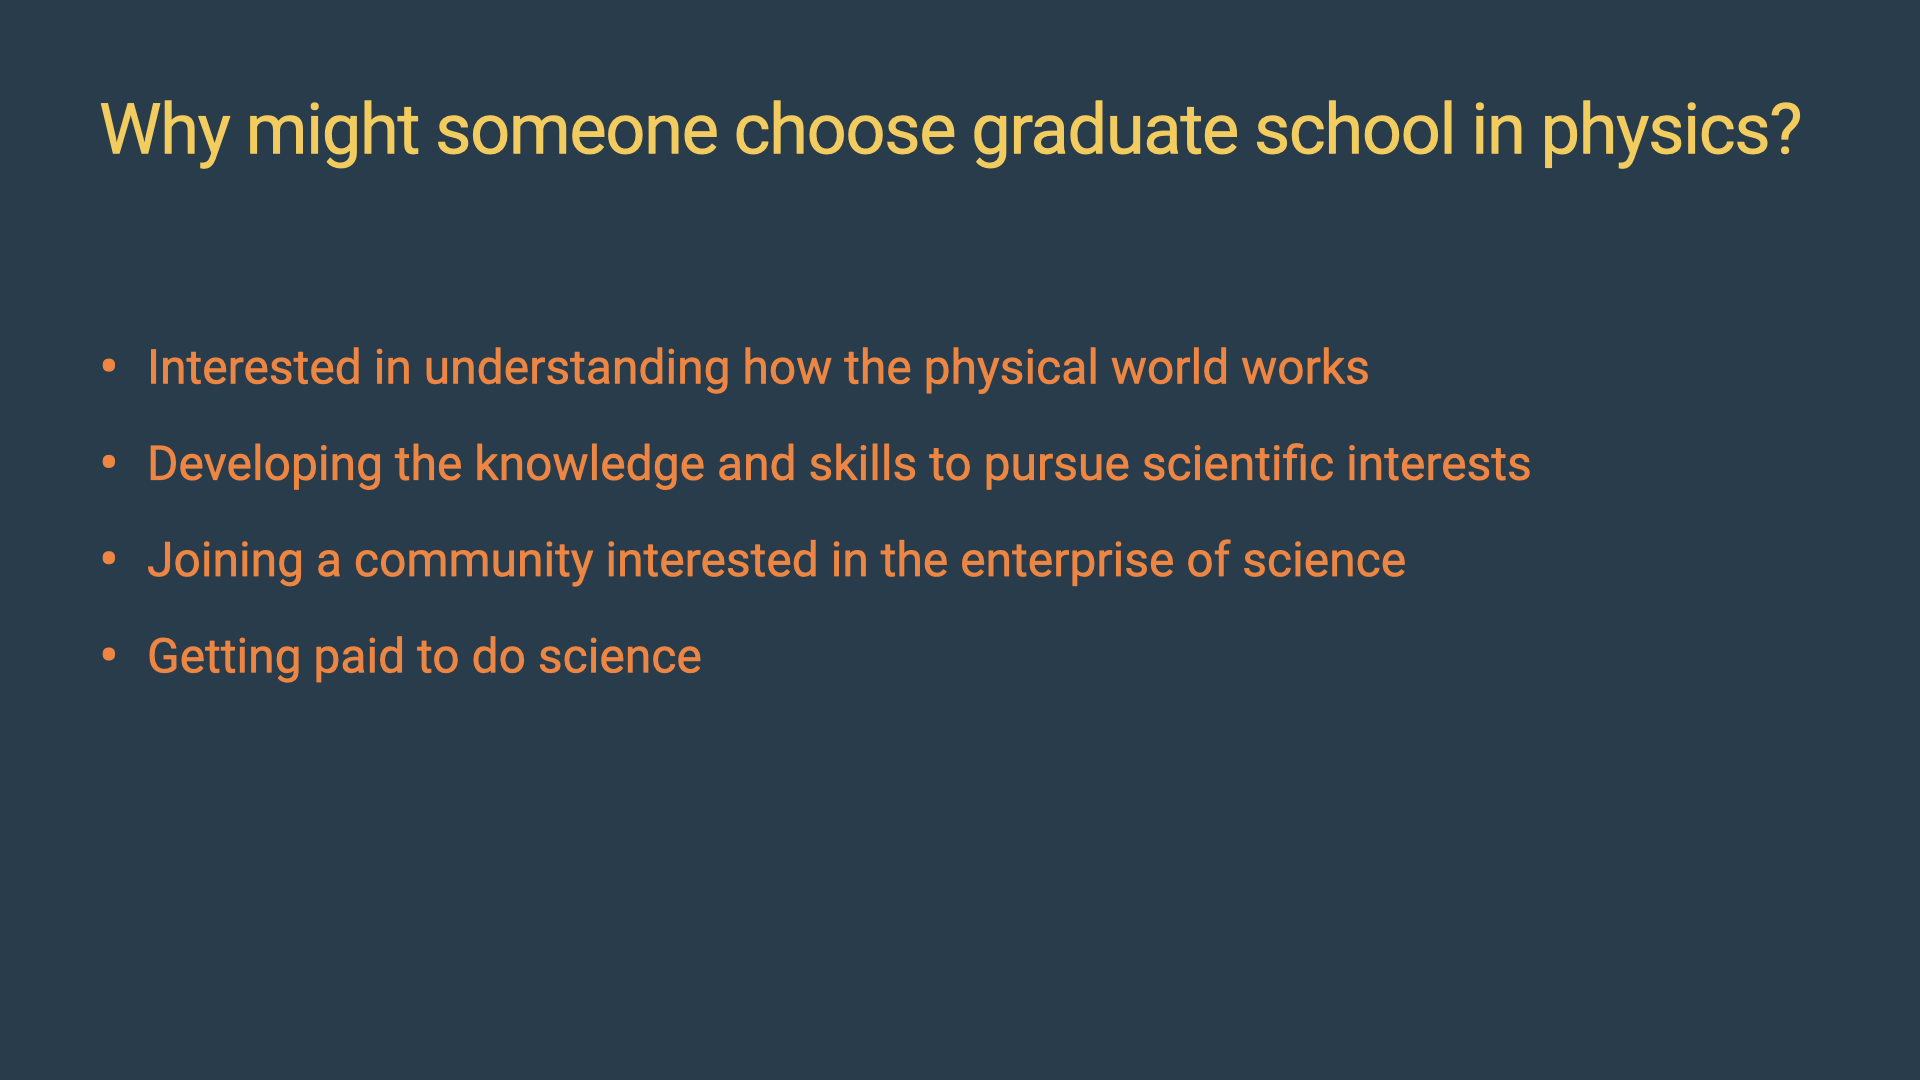 Why might someone choose graduate school in physics?
• Interested in understanding how the physical world works
• Developing the knowledge and skills to pursue scientific interests
• Joining a community interested in the enterprise of science
• Getting paid to do science